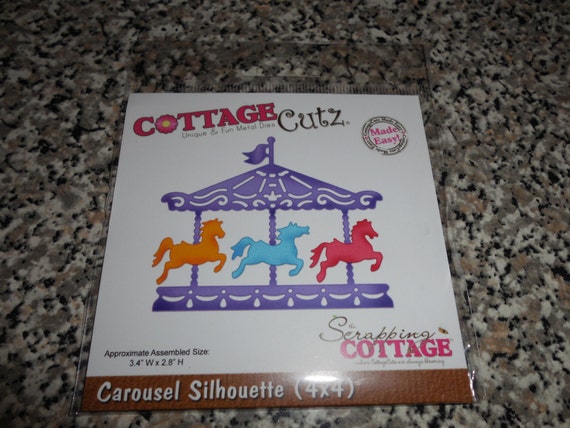 COTTAGE Cutz®
Unique & Fun Metal Dies
Made
Easy!
Approximate Assembled Size:
3.4" W x 2.8" H
the
Scrapping
COTTAGE
Carousel Silhouette (4x4)